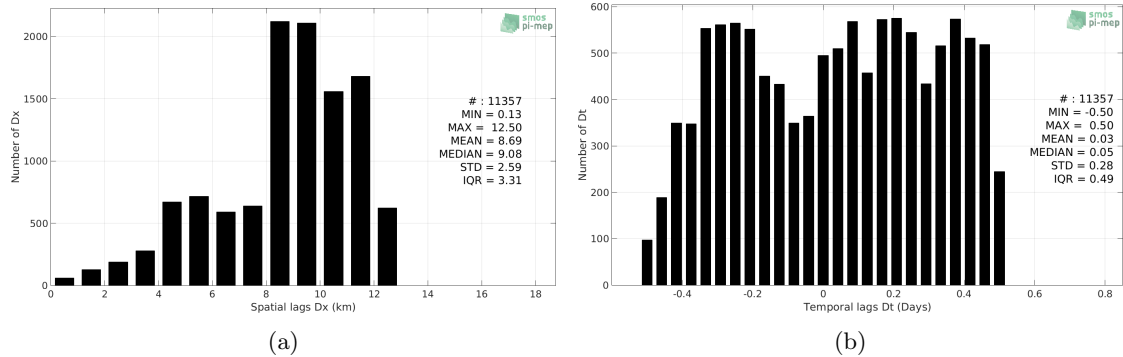 2000
1500
1000
500
0
Number of Dx
0 2 4 6 8 10 12 14 16 18
Spatial lags Dx (km)
smos
pi-mep
# : 11357
MIN = 0.13
MAX = 12.50
MEAN = 8.69
MEDIAN = 9.08
STD = 2.59
IQR = 3.31
(a)
600
500
400
300
200
100
0
Number of Dt
-0.4 -0.2 0 0.2 0.4 0.6 0.8
Temporal lags Dt (Days)
smos
pi-mep
# : 11357
MIN = -0.50
MAX = 0.50
MEAN = 0.03
MEDIAN = 0.05
STD = 0.28
IQR = 0.49
(b)